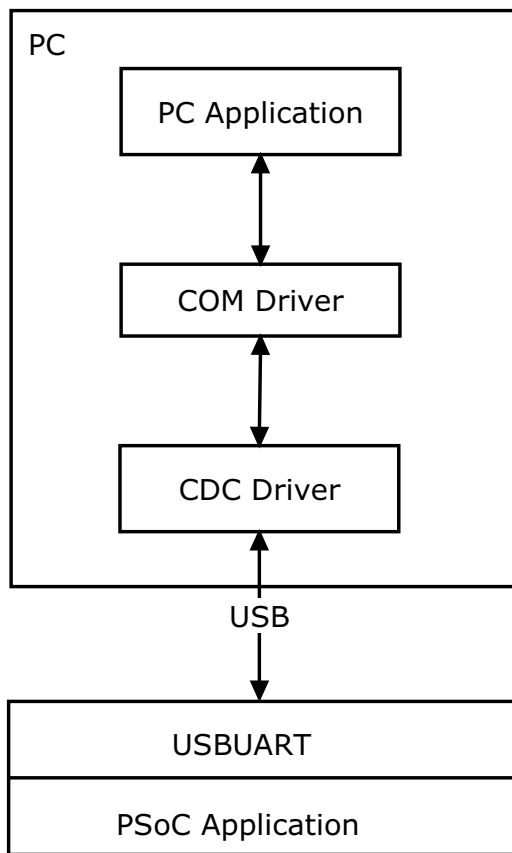 PC
PC Application
COM Driver
CDC Driver
USB
USBUART
PSoC Application